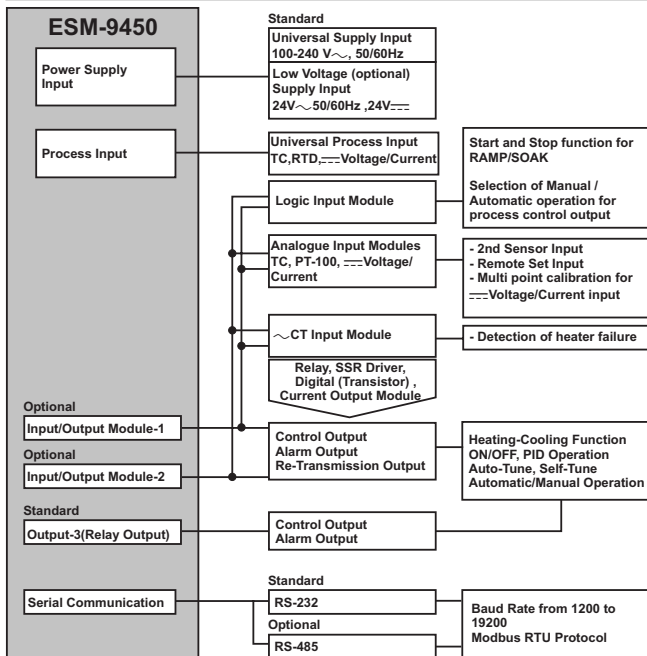 ESM-9450
Power Supply
Input
Standard
Universal Supply Input
100-240 V～, 50/60Hz
Low Voltage (optional)
Supply Input
24V～50/60Hz ,24V⎓
Process Input
Universal Process Input
TC,RTD,⎓Voltage/Current
Logic Input Module
Start and Stop function for
RAMP/SOAK
Selection of Manual /
Automatic operation for
process control output
Analogue Input Modules
TC, PT-100, ⎓Voltage/
Current
- 2nd Sensor Input
- Remote Set Input
- Multi point calibration for
⎓Voltage/Current input
～CT Input Module
- Detection of heater failure
Relay, SSR Driver,
Digital (Transistor) ,
Current Output Module
Optional
Input/Output Module-1
Optional
Input/Output Module-2
Control Output
Alarm Output
Re-Transmission Output
Heating-Cooling Function
ON/OFF, PID Operation
Auto-Tune, Self-Tune
Automatic/Manual Operation
Standard
Output-3(Relay Output)
Control Output
Alarm Output
Serial Communication
Standard
RS-232
Optional
RS-485
Baud Rate from 1200 to
19200
Modbus RTU Protocol